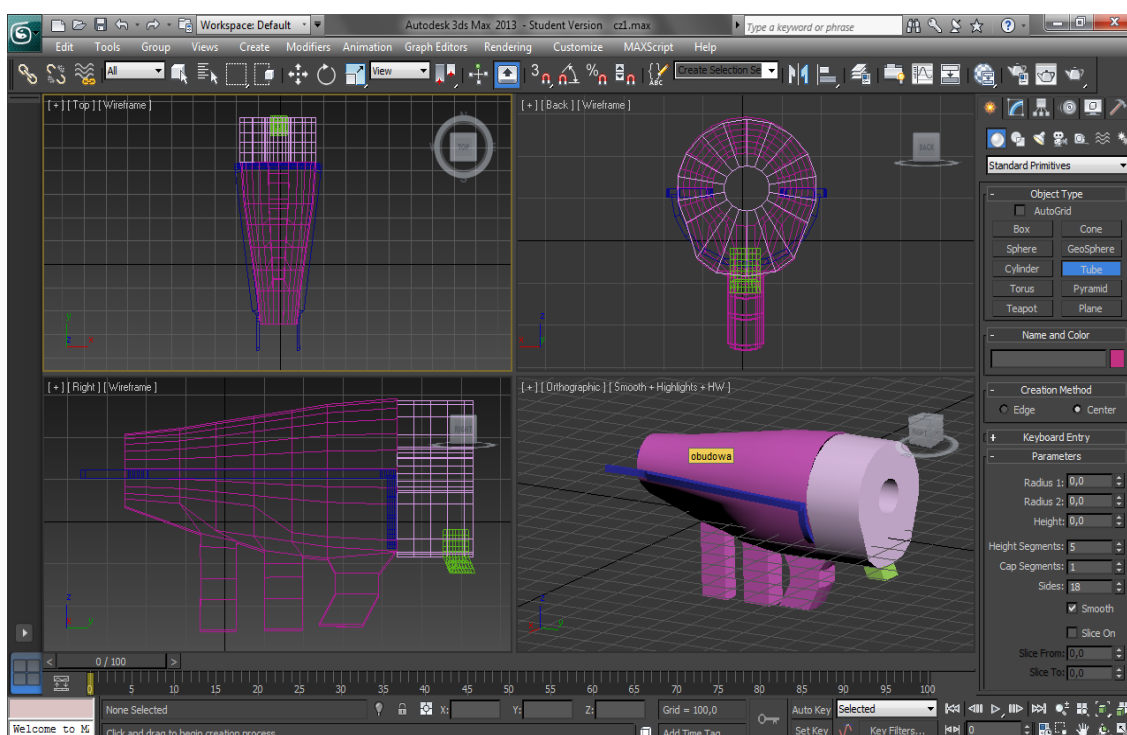 Workspace: Default
Autodesk 3ds Max 2013 - Student Version   cz1.max
Type a keyword or phrase
Edit Tools Group Views Create Modifiers Animation Graph Editors Rendering Customize MAXScript Help
All
View
3
ABC
Create Selection Se
[ + ] [ Top ] [ Wireframe ]
TOP
[ + ] [ Back ] [ Wireframe ]
BACK
[ + ] [ Right ] [ Wireframe ]
RIGHT
[ + ] [ Orthographic ] [ Smooth + Highlights + HW ]
obudowa
Standard Primitives
- Object Type
AutoGrid
Box Cone
Sphere GeoSphere
Cylinder Tube
Torus Pyramid
Teapot Plane
- Name and Color
- Creation Method
Edge Center
+ Keyboard Entry
- Parameters
Radius 1: 0,0
Radius 2: 0,0
Height: 0,0
Height Segments: 5
Cap Segments: 1
Sides: 18
Smooth
Slice On
Slice From: 0,0
Slice To: 0,0
< 0 / 100 >
0 5 10 15 20 25 30 35 40 45 50 55 60 65 70 75 80 85 90 95 100
None Selected
X: Y: Z:
Grid = 100,0
Auto Key
Selected
Welcome to M
Click and drag to begin creation process
Add Time Tag
Set Key
Key Filters...
0